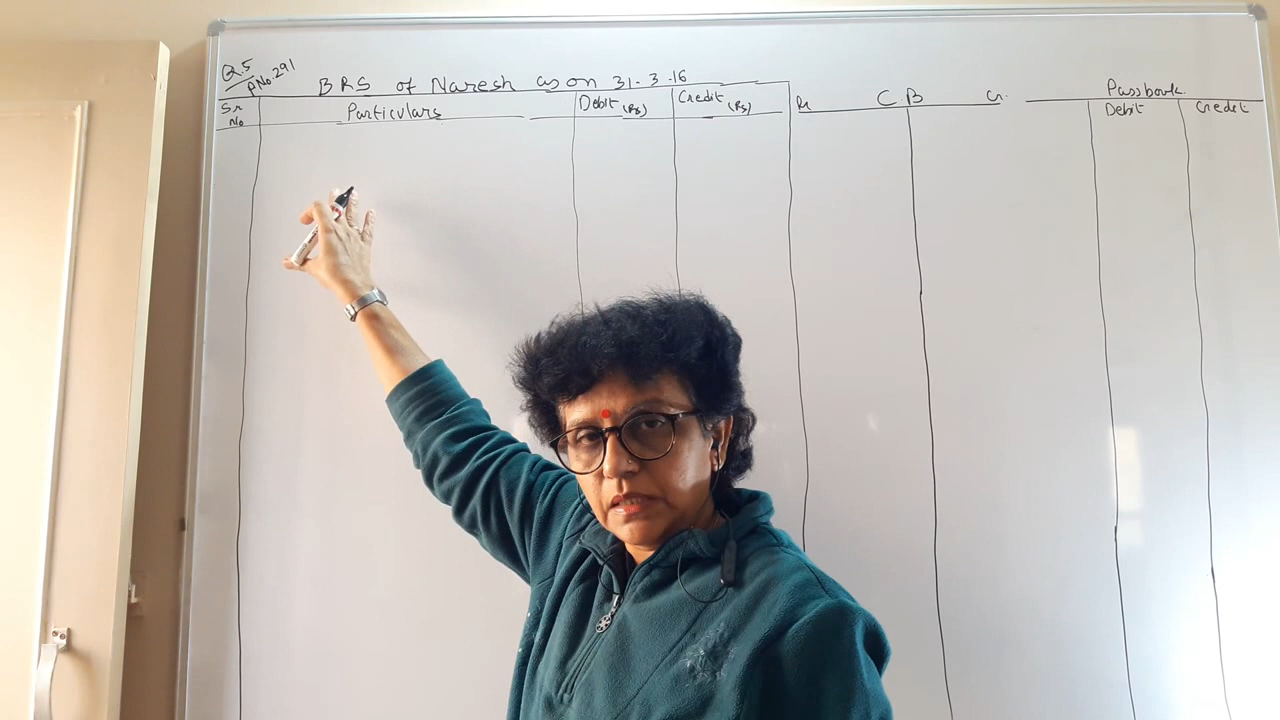 Q.5
P No. 291
BRS of Naresh as on 31.3.16
Sr No
Particulars
Debit (Rs)
Credit (Rs)
Dr CB Cr.
Passbook
Debit
Credit